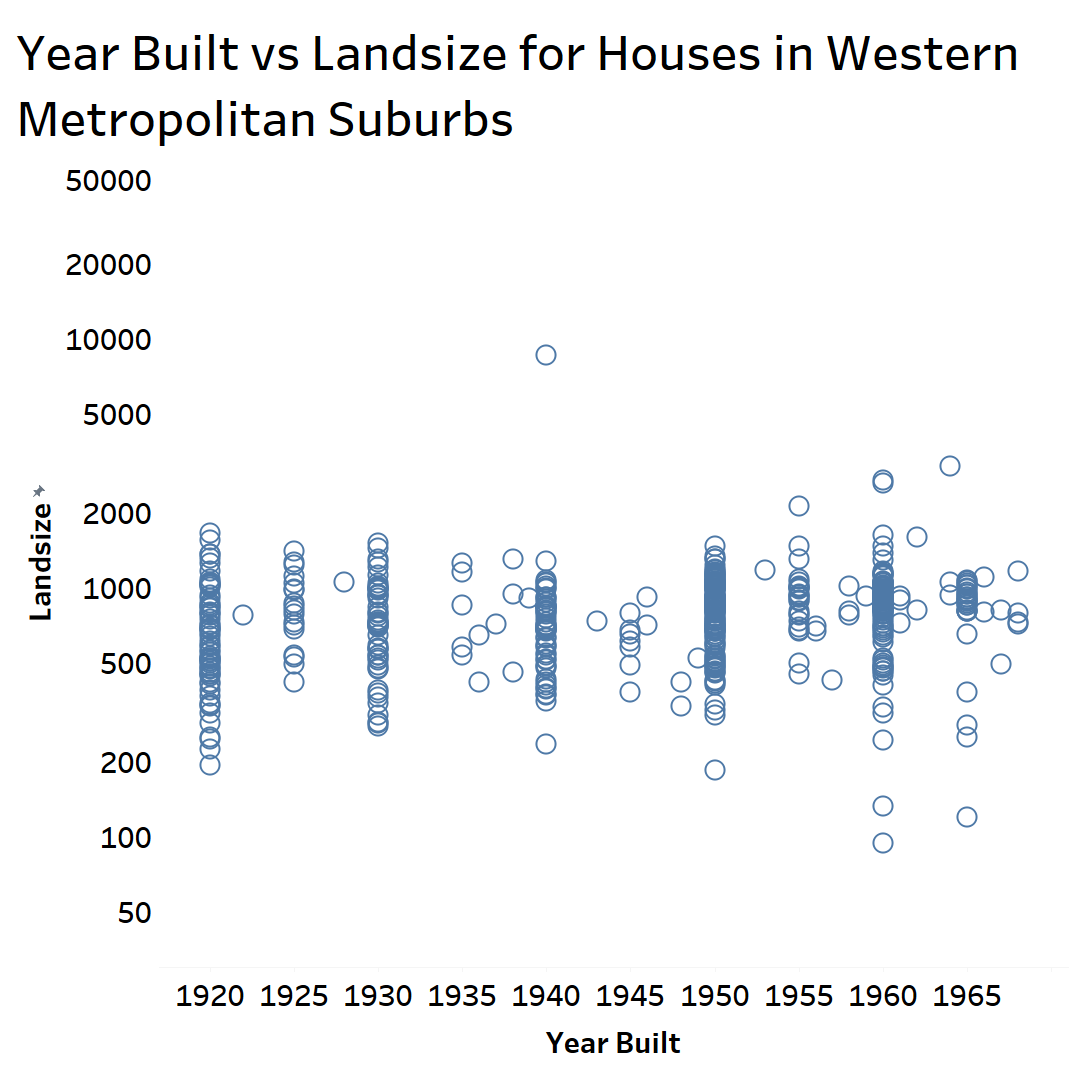 Year Built vs Landsize for Houses in Western
Metropolitan Suburbs
50000
20000
10000
5000
2000
1000
500
200
100
50
Landsize
1920 1925 1930 1935 1940 1945 1950 1955 1960 1965
Year Built